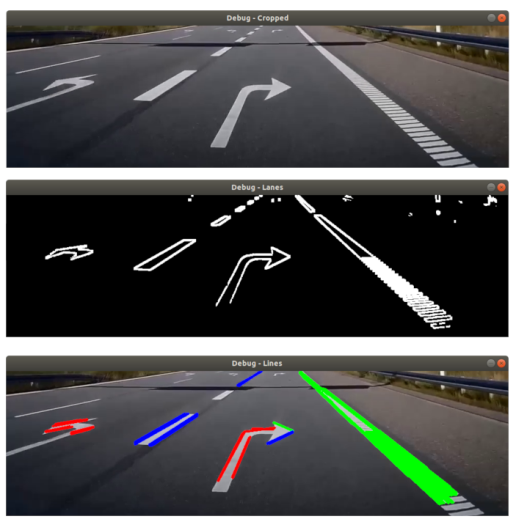 Debug - Cropped
Debug - Lanes
Debug - Lines